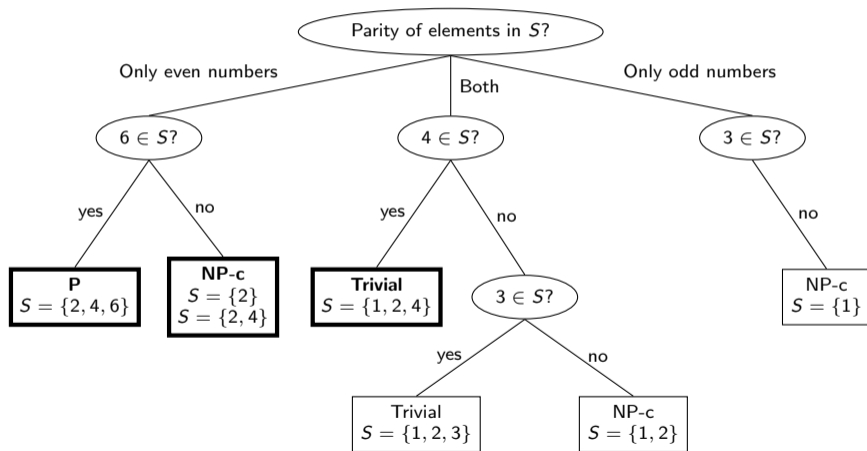 Parity of elements in S?
Only even numbers
Both
Only odd numbers
6 ∈ S?
4 ∈ S?
3 ∈ S?
yes
no
yes
no
no
P
S = {2, 4, 6}
NP-c
S = {2}
S = {2, 4}
Trivial
S = {1, 2, 4}
3 ∈ S?
NP-c
S = {1}
yes
no
Trivial
S = {1, 2, 3}
NP-c
S = {1, 2}